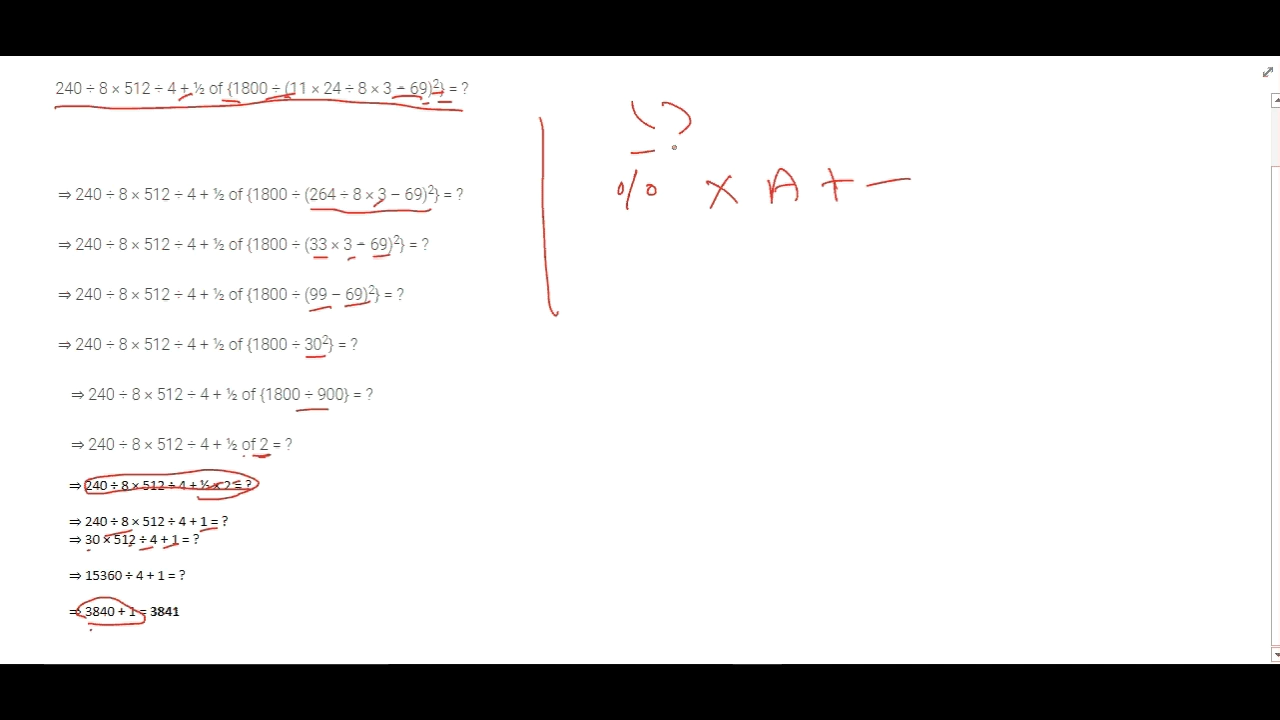 240 ÷ 8 × 512 ÷ 4 + ½ of {1800 ÷ (11 × 24 ÷ 8 × 3 − 69)²} = ?
⇒ 240 ÷ 8 × 512 ÷ 4 + ½ of {1800 ÷ (264 ÷ 8 × 3 − 69)²} = ?
⇒ 240 ÷ 8 × 512 ÷ 4 + ½ of {1800 ÷ (33 × 3 − 69)²} = ?
⇒ 240 ÷ 8 × 512 ÷ 4 + ½ of {1800 ÷ (99 − 69)²} = ?
⇒ 240 ÷ 8 × 512 ÷ 4 + ½ of {1800 ÷ 30²} = ?
⇒ 240 ÷ 8 × 512 ÷ 4 + ½ of {1800 ÷ 900} = ?
⇒ 240 ÷ 8 × 512 ÷ 4 + ½ of 2 = ?
⇒ 240 ÷ 8 × 512 ÷ 4 + ½ × 2 = ?
⇒ 240 ÷ 8 × 512 ÷ 4 + 1 = ?
⇒ 30 × 512 ÷ 4 + 1 = ?
⇒ 15360 ÷ 4 + 1 = ?
⇒ 3840 + 1 = 3841
( )
% × A + −